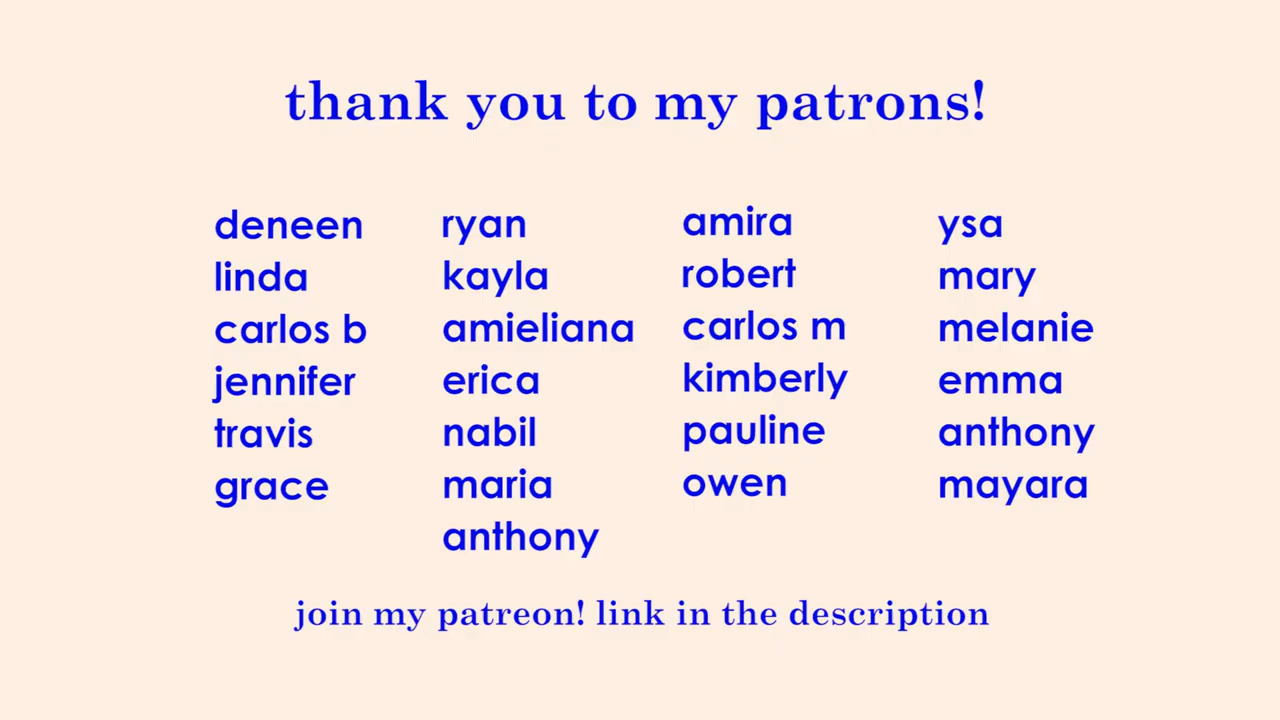 thank you to my patrons!
deneen
linda
carlos b
jennifer
travis
grace
ryan
kayla
amieliana
erica
nabil
maria
anthony
amira
robert
carlos m
kimberly
pauline
owen
ysa
mary
melanie
emma
anthony
mayara
join my patreon! link in the description